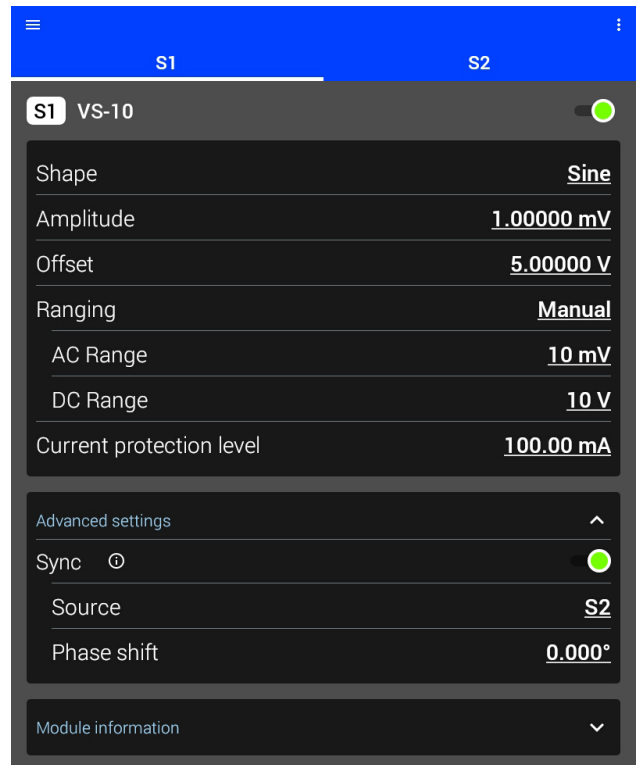 S1 S2
S1 VS-10
Shape Sine
Amplitude 1.00000 mV
Offset 5.00000 V
Ranging Manual
AC Range 10 mV
DC Range 10 V
Current protection level 100.00 mA
Advanced settings
Sync
Source S2
Phase shift 0.000°
Module information